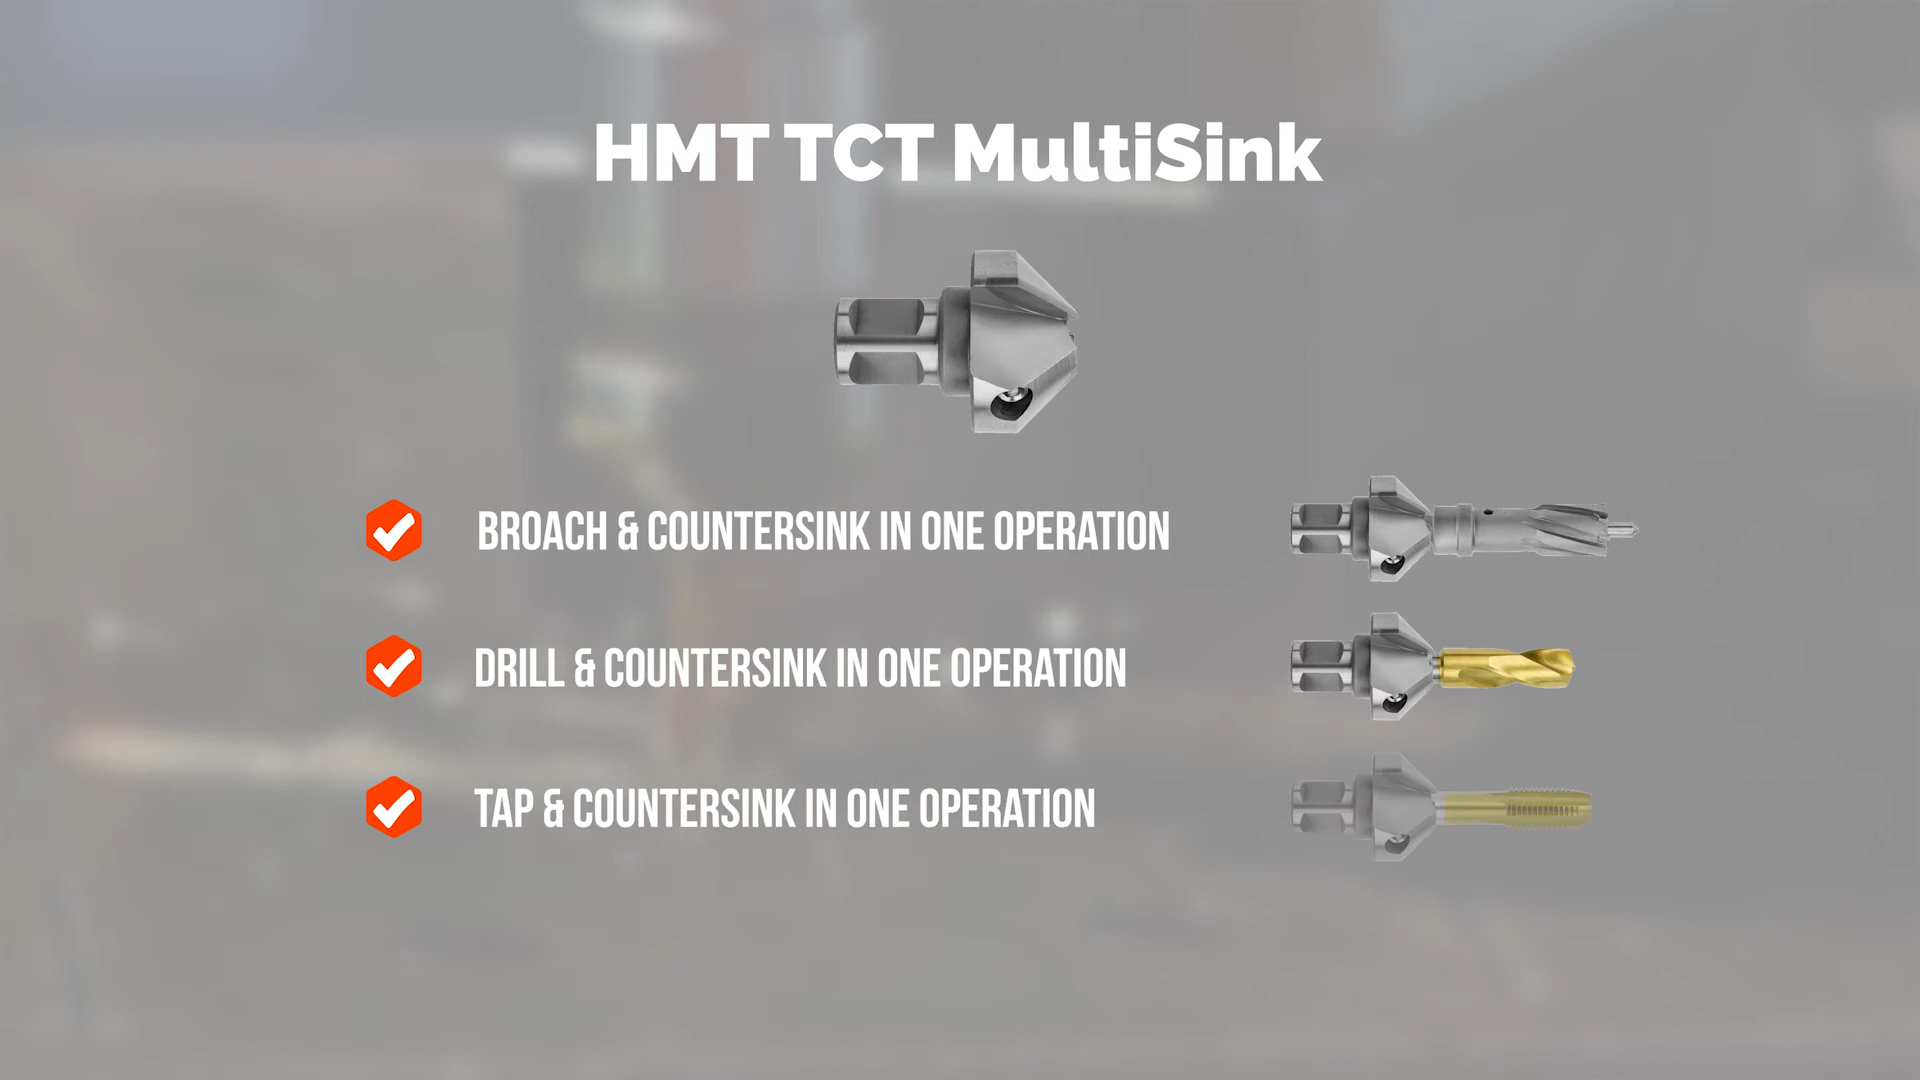 HMT TCT MultiSink
BROACH & COUNTERSINK IN ONE OPERATION
DRILL & COUNTERSINK IN ONE OPERATION
TAP & COUNTERSINK IN ONE OPERATION